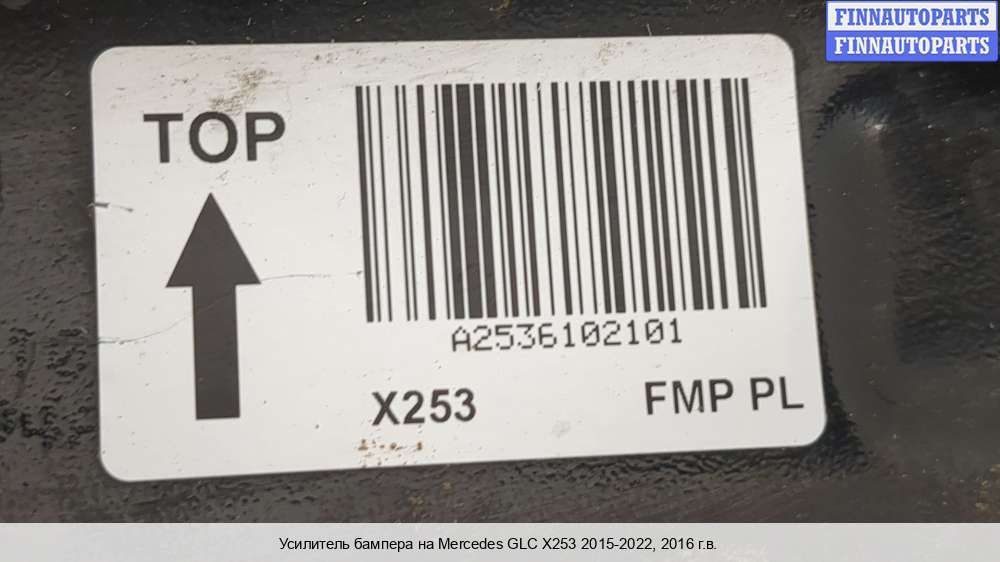 FINNAUTOPARTS
FINNAUTOPARTS
TOP
A2536102101
X253
FMP PL
Усилитель бампера на Mercedes GLC X253 2015-2022, 2016 г.в.